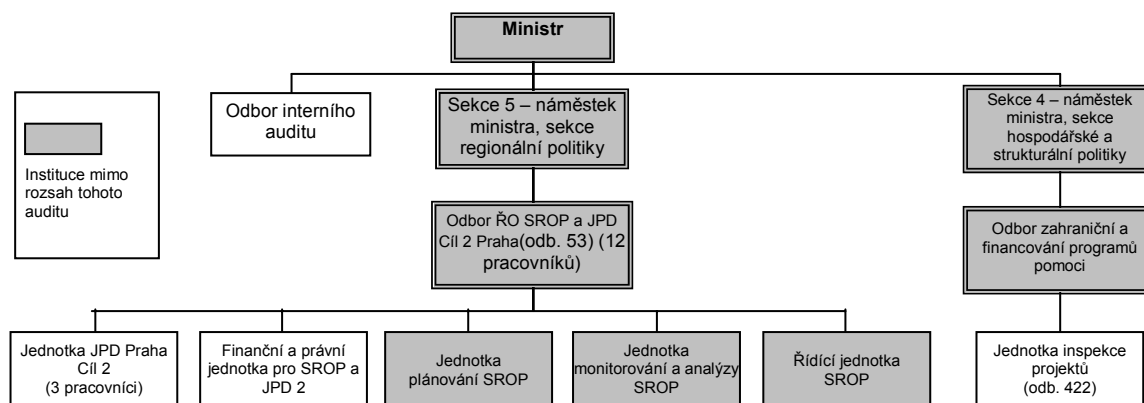 Ministr
Odbor interního
auditu
Sekce 5 – náměstek
ministra, sekce
regionální politiky
Sekce 4 – náměstek
ministra, sekce
hospodářské a
strukturální politiky
Instituce mimo
rozsah tohoto
auditu
Odbor ŘO SROP a JPD
Cíl 2 Praha(odb. 53) (12
pracovníků)
Odbor zahraniční a
financování programů
pomoci
Jednotka JPD Praha
Cíl 2
(3 pracovníci)
Finanční a právní
jednotka pro SROP a
JPD 2
Jednotka
plánování SROP
Jednotka
monitorování a analýzy
SROP
Řídící jednotka
SROP
Jednotka inspekce
projektů
(odb. 422)